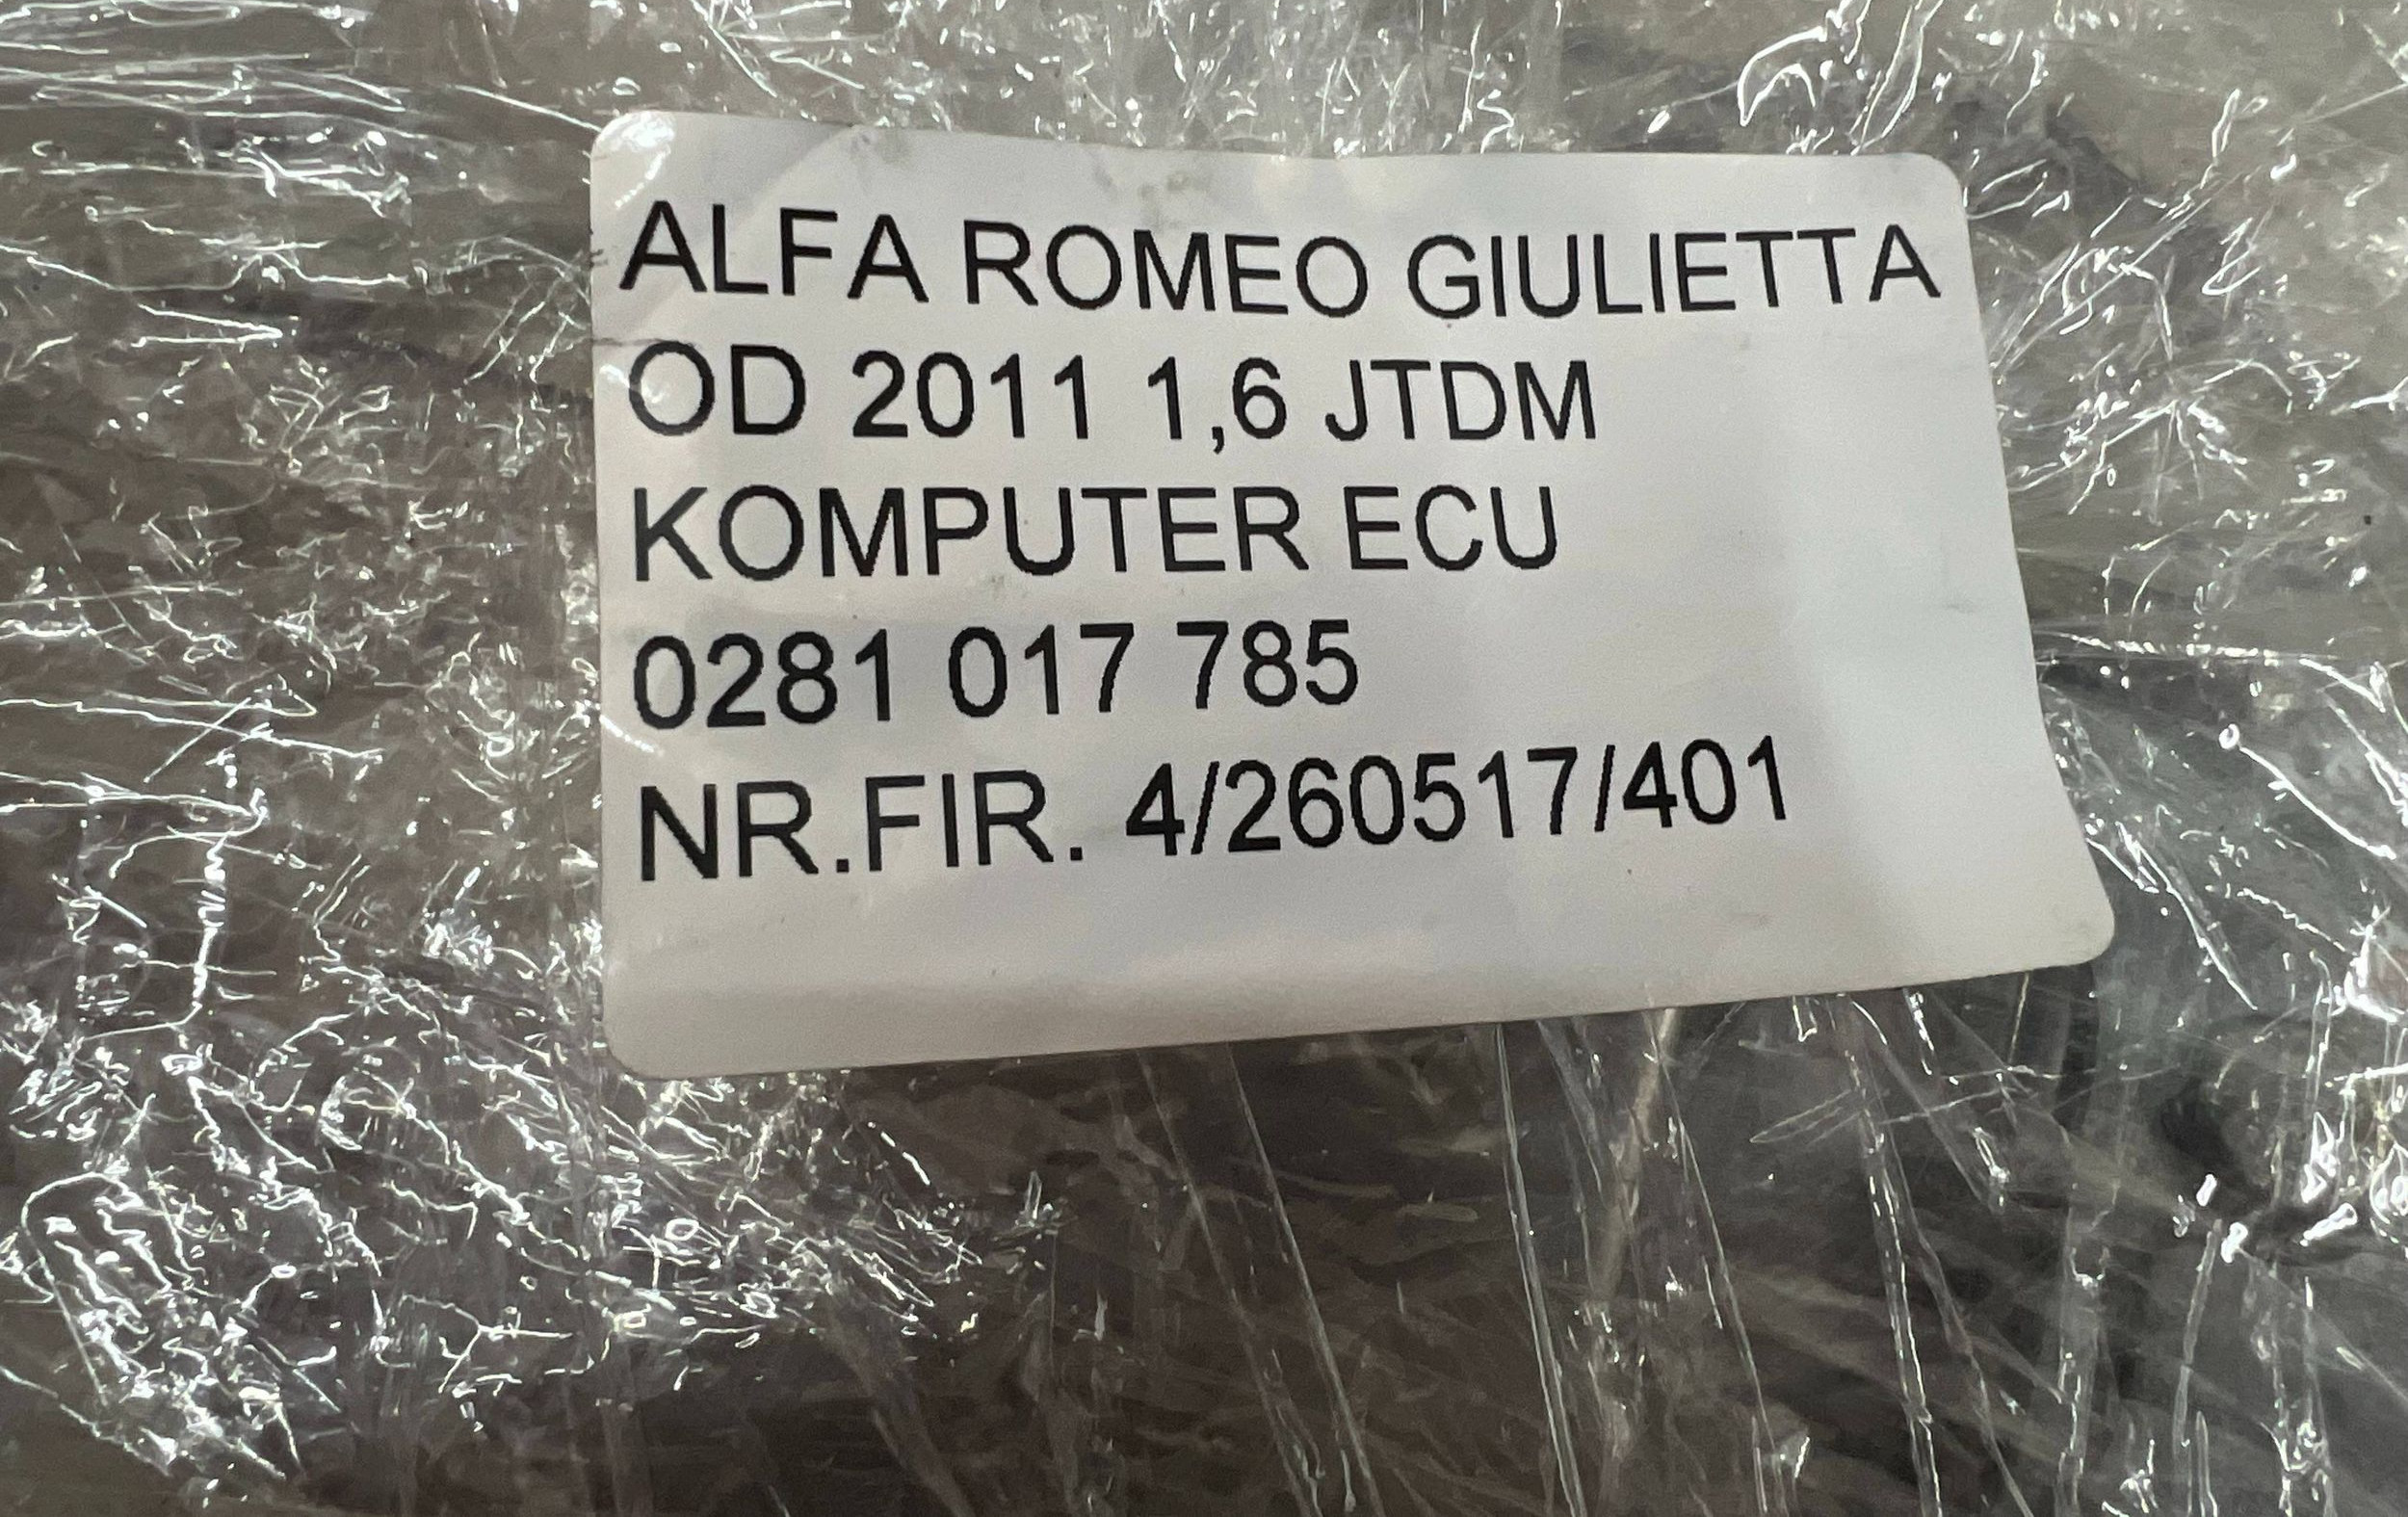 ALFA ROMEO GIULIETTA
OD 2011 1,6 JTDM
KOMPUTER ECU
0281 017 785
NR.FIR. 4/260517/401